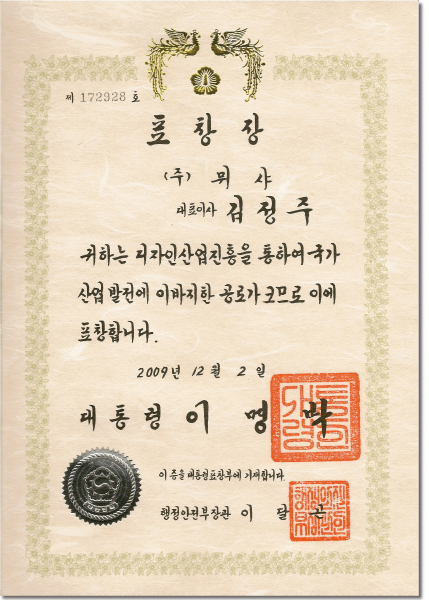 제 172928 호
표 창 장
(주) 뮈 샤
대표이사 김정주
귀하는 디자인산업진흥을 통하여 국가
산업발전에 이바지한 공로가 크므로 이에
표창합니다.
2009년 12월 2일
대통령 이 명 박
이 증을 대통령표창부에 기재합니다.
행정안전부장관 이 달 곤